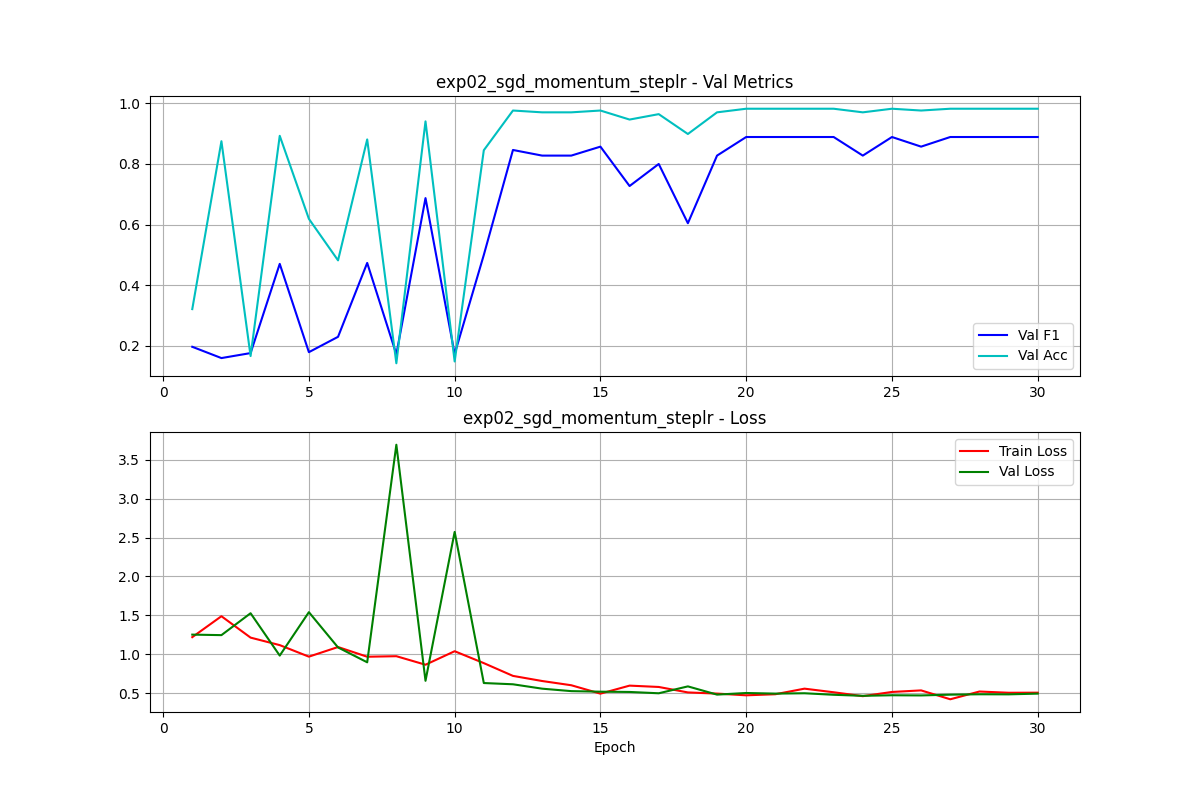 exp02_sgd_momentum_steplr - Val Metrics
1.0
0.8
0.6
0.4
0.2
Val F1
Val Acc
0 5 10 15 20 25 30
exp02_sgd_momentum_steplr - Loss
3.5
3.0
2.5
2.0
1.5
1.0
0.5
Train Loss
Val Loss
0 5 10 15 20 25 30
Epoch